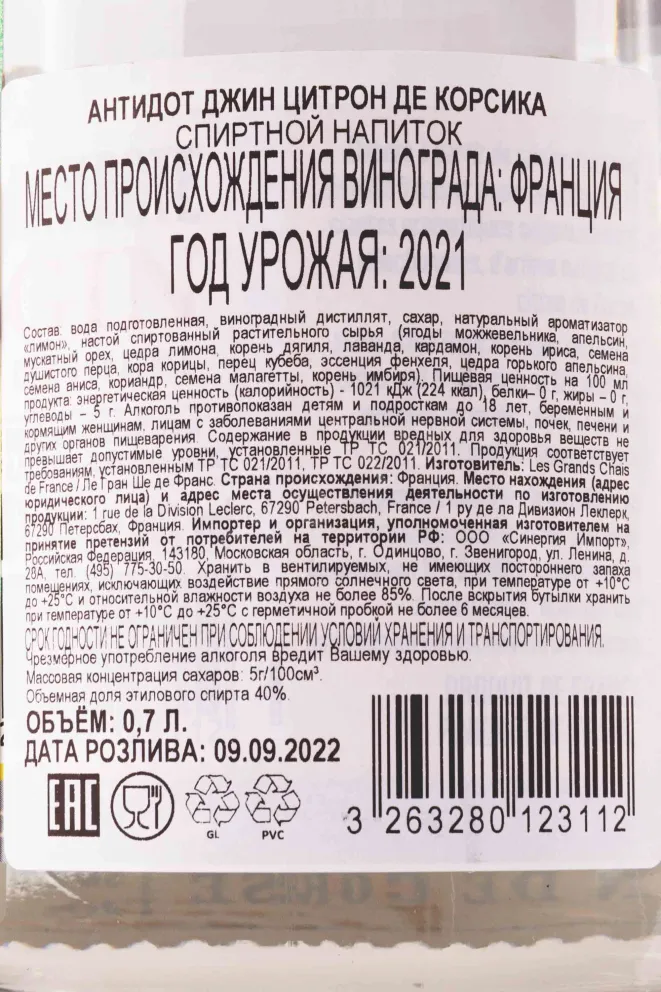 АНТИДОТ ДЖИН ЦИТРОН ДЕ КОРСИКА
СПИРТНОЙ НАПИТОК
МЕСТО ПРОИСХОЖДЕНИЯ ВИНОГРАДА: ФРАНЦИЯ
ГОД УРОЖАЯ: 2021
Состав: вода подготовленная, виноградный дистиллят, сахар, натуральный ароматизатор
«лимон», настой спиртованный растительного сырья (ягоды можжевельника, апельсин,
мускатный орех, цедра лимона, корень дягиля, лаванда, кардамон, корень ириса, семена
душистого перца, кора корицы, перец кубеба, эссенция фенхеля, цедра горького апельсина,
семена аниса, кориандр, семена малагетты, корень имбиря). Пищевая ценность на 100 мл
продукта: энергетическая ценность (калорийность) - 1021 кДж (224 ккал), белки– 0 г, жиры – 0 г,
углеводы – 5 г. Алкоголь противопоказан детям и подросткам до 18 лет, беременным и
кормящим женщинам, лицам с заболеваниями центральной нервной системы, почек, печени и
других органов пищеварения. Содержание в продукции вредных для здоровья веществ не
превышает допустимые уровни, установленные ТР ТС 021/2011. Продукция соответствует
требованиям, установленным ТР ТС 021/2011, ТР ТС 022/2011. Изготовитель: Les Grands Chais
de France / Ле Гран Ше де Франс. Страна происхождения: Франция. Место нахождения (адрес
юридического лица) и адрес места осуществления деятельности по изготовлению
продукции: 1 rue de la Division Leclerc, 67290 Petersbach, France / 1 ру де ла Дивизион Леклерк,
67290 Петерсбах, Франция. Импортер и организация, уполномоченная изготовителем на
принятие претензий от потребителей на территории РФ: ООО «Синергия Импорт»,
Российская Федерация, 143180, Московская область, г. Одинцово, г. Звенигород, ул. Ленина, д.
28А, тел. (495) 775-30-50. Хранить в вентилируемых, не имеющих постороннего запаха
помещениях, исключающих воздействие прямого солнечного света, при температуре от +10°С
до +25°С и относительной влажности воздуха не более 85%. После вскрытия бутылки хранить
при температуре от +10°С до +25°С с герметичной пробкой не более 6 месяцев.
СРОК ГОДНОСТИ НЕ ОГРАНИЧЕН ПРИ СОБЛЮДЕНИИ УСЛОВИЙ ХРАНЕНИЯ И ТРАНСПОРТИРОВАНИЯ.
Чрезмерное употребление алкоголя вредит Вашему здоровью.
Массовая концентрация сахаров: 5г/100см³.
Объемная доля этилового спирта 40%.
ОБЪЁМ: 0,7 Л.
ДАТА РОЗЛИВА: 09.09.2022
EAC
GL
PVC
3 263280 123112
N DE CORSE